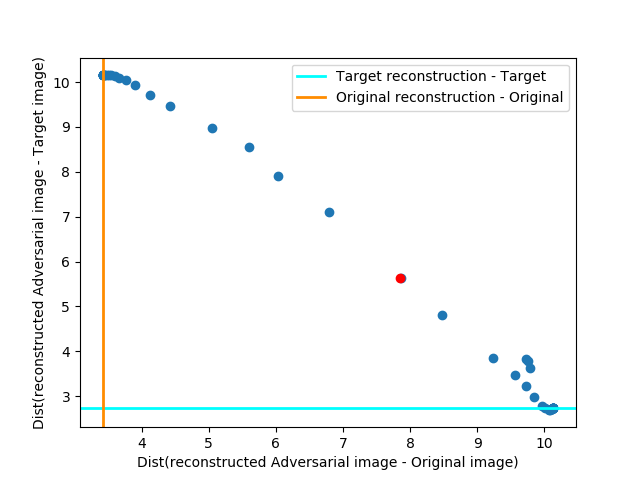 Target reconstruction - Target
Original reconstruction - Original
10
9
8
7
6
5
4
3
Dist(reconstructed Adversarial image - Target image)
4 5 6 7 8 9 10
Dist(reconstructed Adversarial image - Original image)